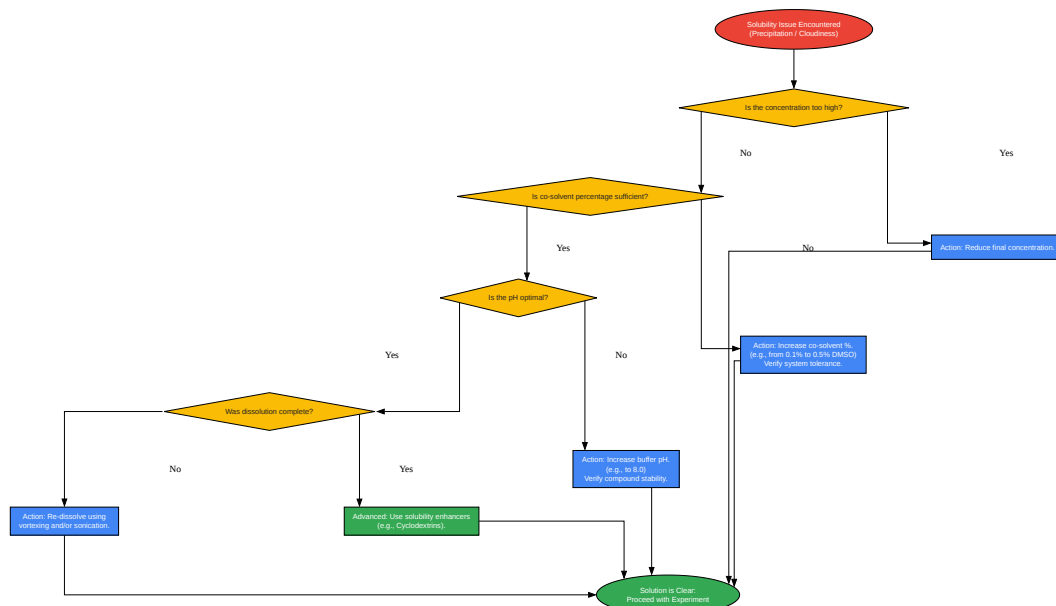 Solubility Issue Encountered
(Precipitation / Cloudiness)
Is the concentration too high?
No
Yes
Is co-solvent percentage sufficient?
Yes
No
Action: Reduce final concentration.
Is the pH optimal?
Yes
No
Action: Increase co-solvent %.
(e.g., from 0.1% to 0.5% DMSO)
Verify system tolerance.
Was dissolution complete?
No
Yes
Action: Increase buffer pH.
(e.g., to 8.0)
Verify compound stability.
Action: Re-dissolve using
vortexing and/or sonication.
Advanced: Use solubility enhancers
(e.g., Cyclodextrins).
Solution is Clear:
Proceed with Experiment